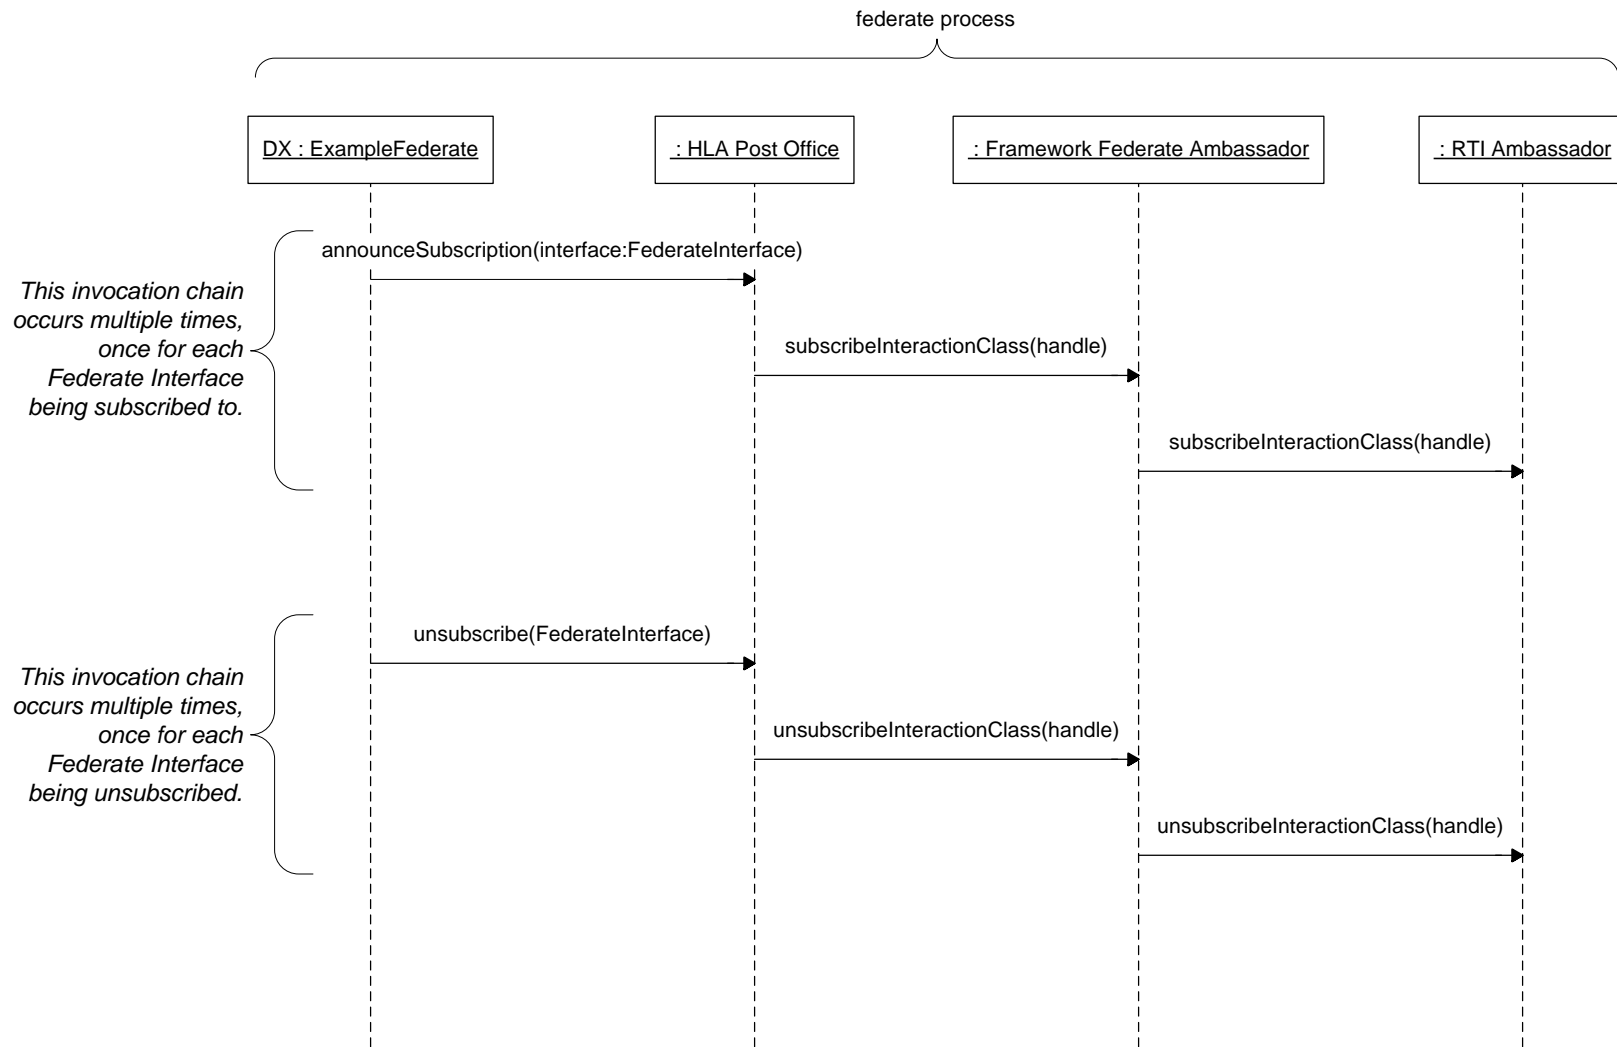 federate process
DX : ExampleFederate
: HLA Post Office
: Framework Federate Ambassador
: RTI Ambassador
announceSubscription(interface:FederateInterface)
This invocation chain
occurs multiple times,
once for each
Federate Interface
being subscribed to.
subscribeInteractionClass(handle)
subscribeInteractionClass(handle)
unsubscribe(FederateInterface)
This invocation chain
occurs multiple times,
once for each
Federate Interface
being unsubscribed.
unsubscribeInteractionClass(handle)
unsubscribeInteractionClass(handle)